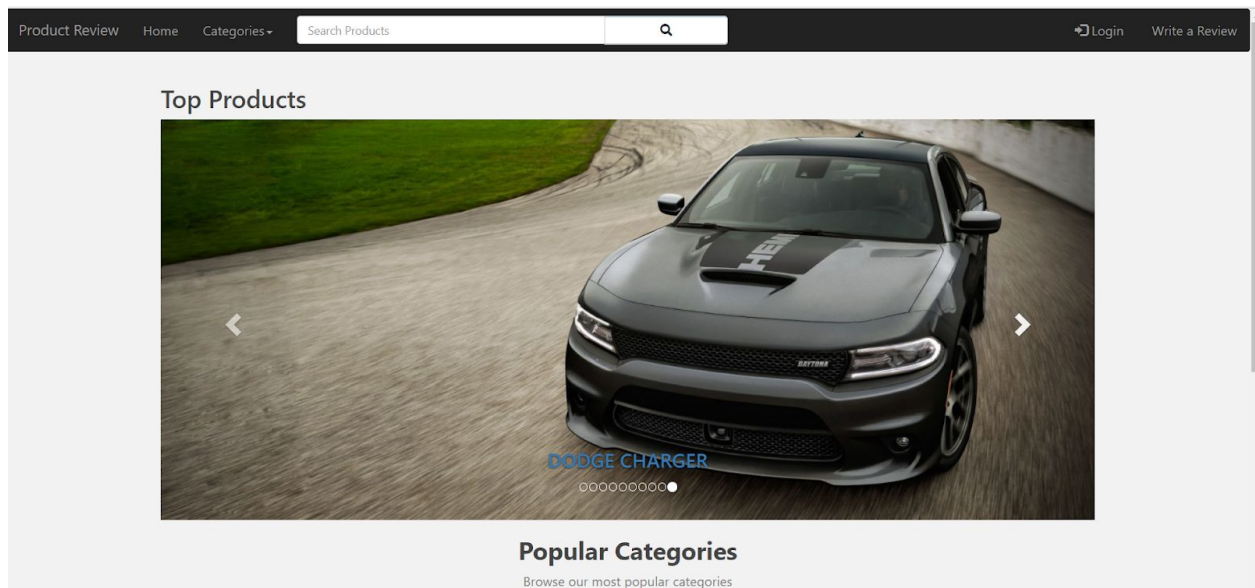 Product Review Home Categories Search Products Login Write a Review
Top Products
HEMI
DAYTONA
DODGE CHARGER
Popular Categories
Browse our most popular categories